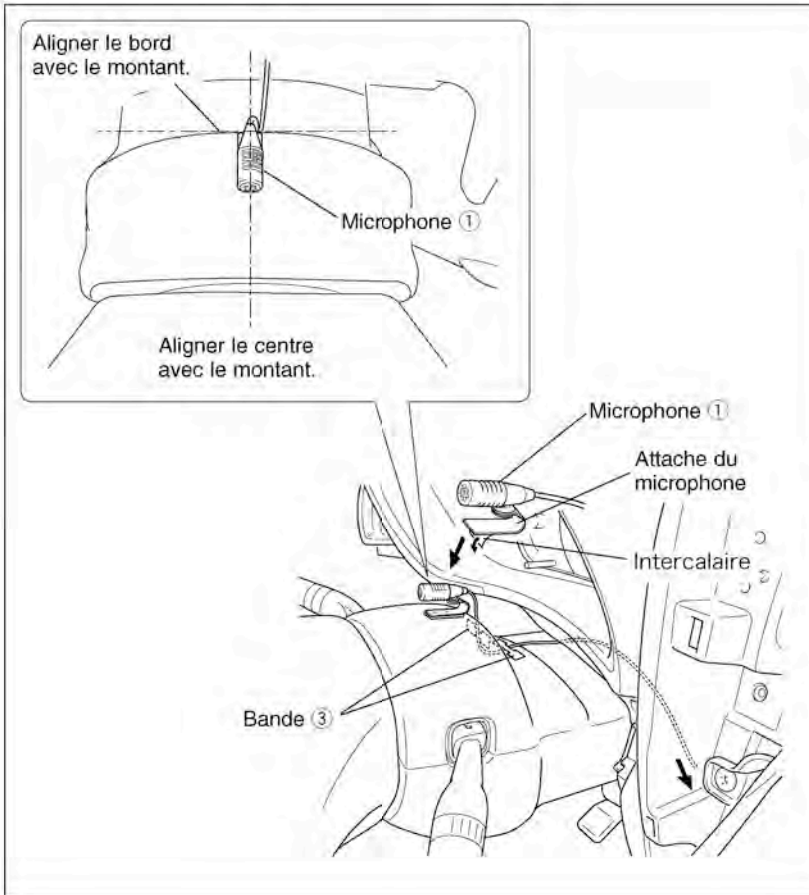 Aligner le bord
avec le montant.
Microphone ①
Aligner le centre
avec le montant.
Microphone ①
Attache du
microphone
Intercalaire
Bande ③